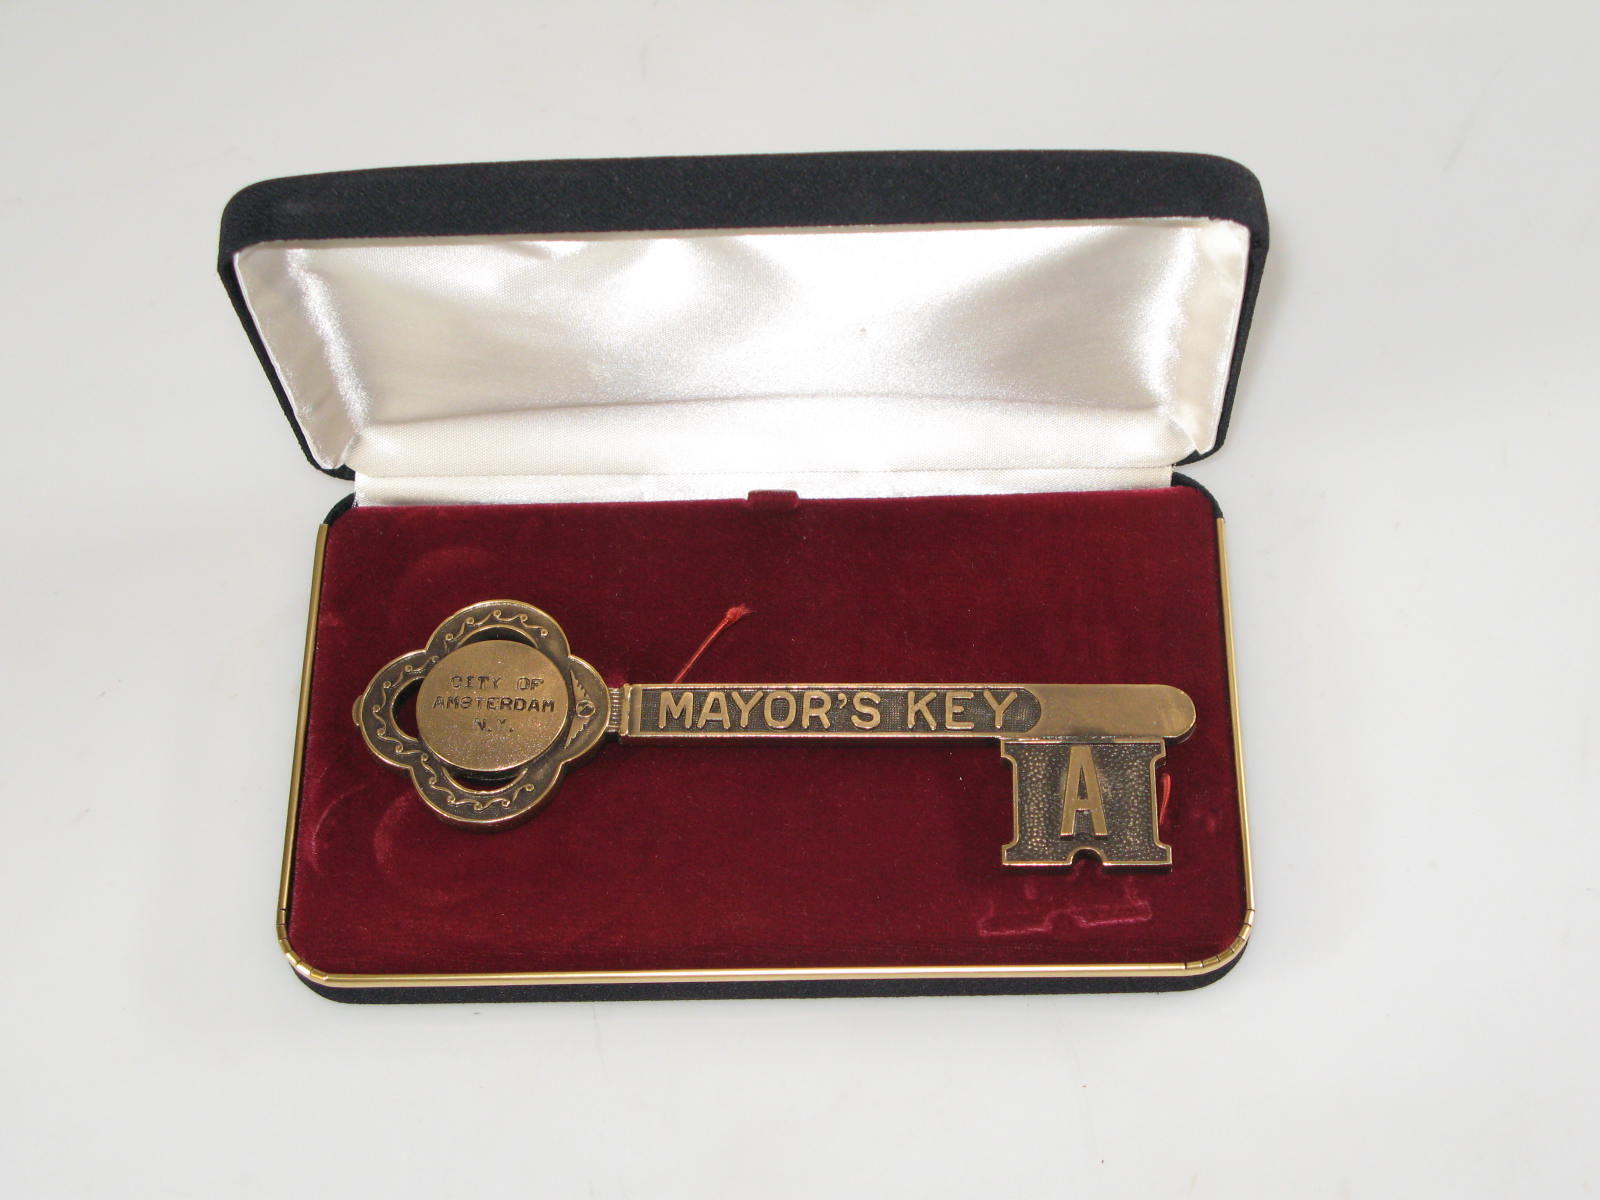 CITY OF
AMSTERDAM
N.Y.
MAYOR'S KEY
A